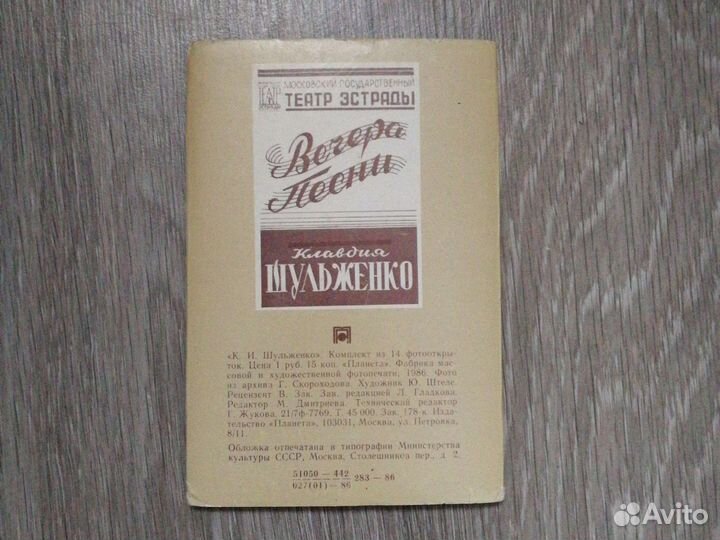 ТЕАТР
ЭСТРАДЫ
МОСКОВСКИЙ ГОСУДАРСТВЕННЫЙ
ТЕАТР ЭСТРАДЫ
Вечера
Песни
Клавдия
ШУЛЬЖЕНКО
«К. И. Шульженко». Комплект из 14 фотооткры-
ток. Цена 1 руб. 15 коп. «Планета». Фабрика мас-
совой и художественной фотопечати, 1986. Фото
из архива Г. Скороходова. Художник Ю. Штеле.
Рецензент В. Зак. Зав. редакцией Л. Гладкова.
Редактор М. Дмитриева. Технический редактор
Г. Жукова. 21/7ф-7769. Т. 45 000. Зак. 178-к Изда-
тельство «Планета», 103031, Москва, ул. Петровка,
8/11.
Обложка отпечатана в типографии Министерства
культуры СССР, Москва, Столешников пер., д. 2.
51050 — 442
027(01) — 86
283 — 86
Avito